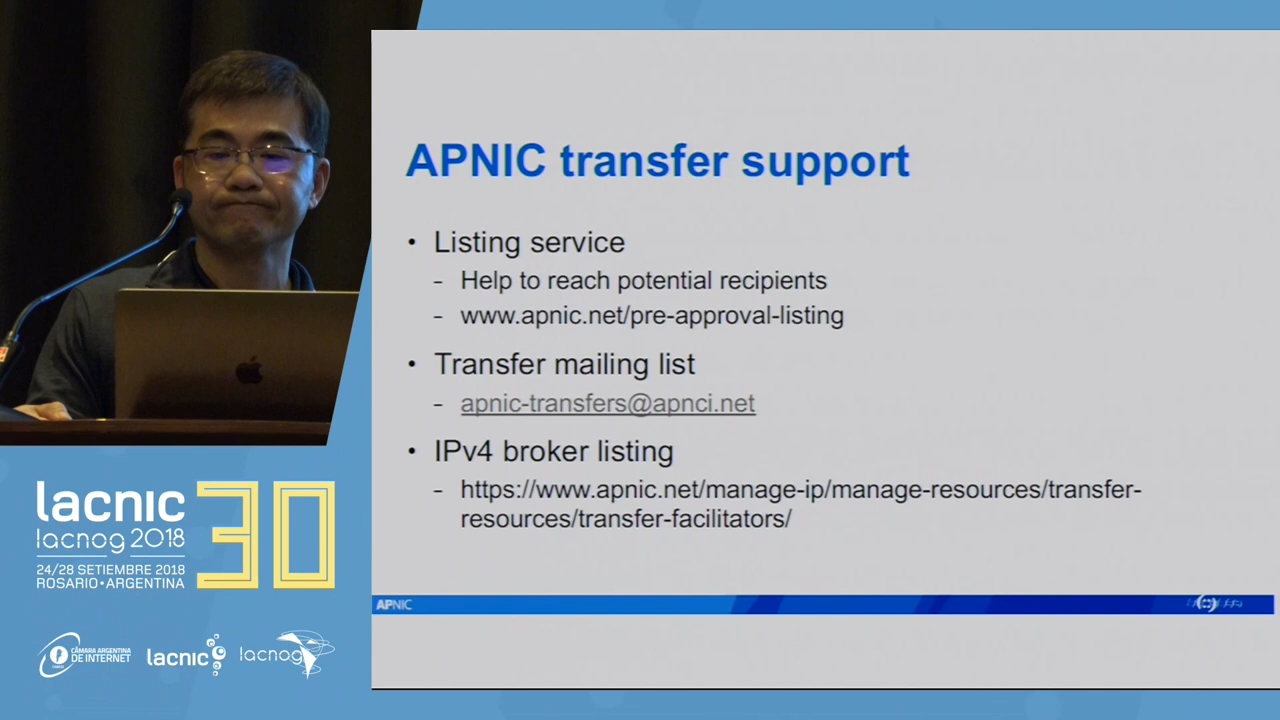 APNIC transfer support
• Listing service
- Help to reach potential recipients
- www.apnic.net/pre-approval-listing
• Transfer mailing list
- apnic-transfers@apnci.net
• IPv4 broker listing
- https://www.apnic.net/manage-ip/manage-resources/transfer-
resources/transfer-facilitators/
APNIC
lacnic 30
lacnog 2018
24/28 SETIEMBRE 2018
ROSARIO•ARGENTINA
CÂMARA ARGENTINA
DE INTERNET
lacnic
lacnog